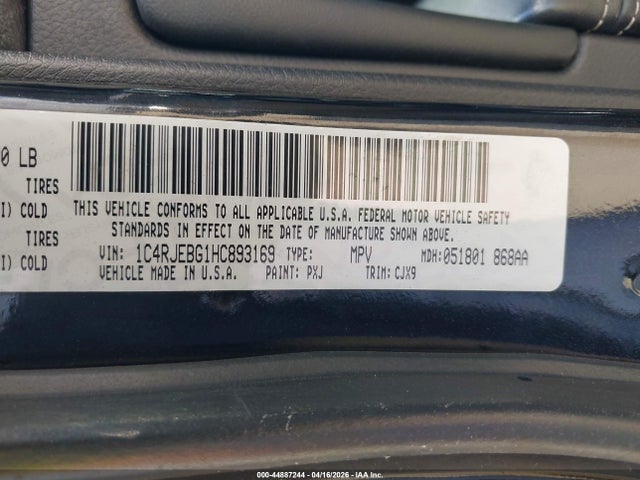 0 LB
TIRES
I) COLD
TIRES
I) COLD
THIS VEHICLE CONFORMS TO ALL APPLICABLE U.S.A. FEDERAL MOTOR VEHICLE SAFETY
STANDARDS IN EFFECT ON THE DATE OF MANUFACTURE SHOWN ABOVE.
VIN: 1C4RJEBG1HC893169 TYPE: MPV MDH:051801 868AA
VEHICLE MADE IN U.S.A. PAINT: PXJ TRIM: CJX9
000-44887244 - 04/16/2026 - IAA Inc.